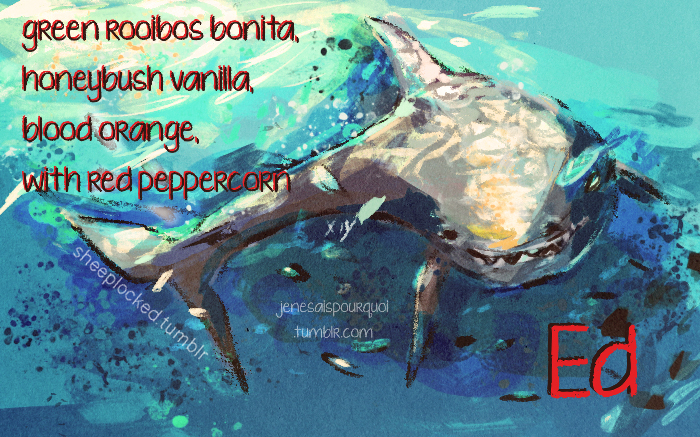 green rooibos bonita,
honeybush vanilla,
blood orange,
with red peppercorn
sheeplocked.tumblr
jenesaispourquoi
.tumblr.com
Ed